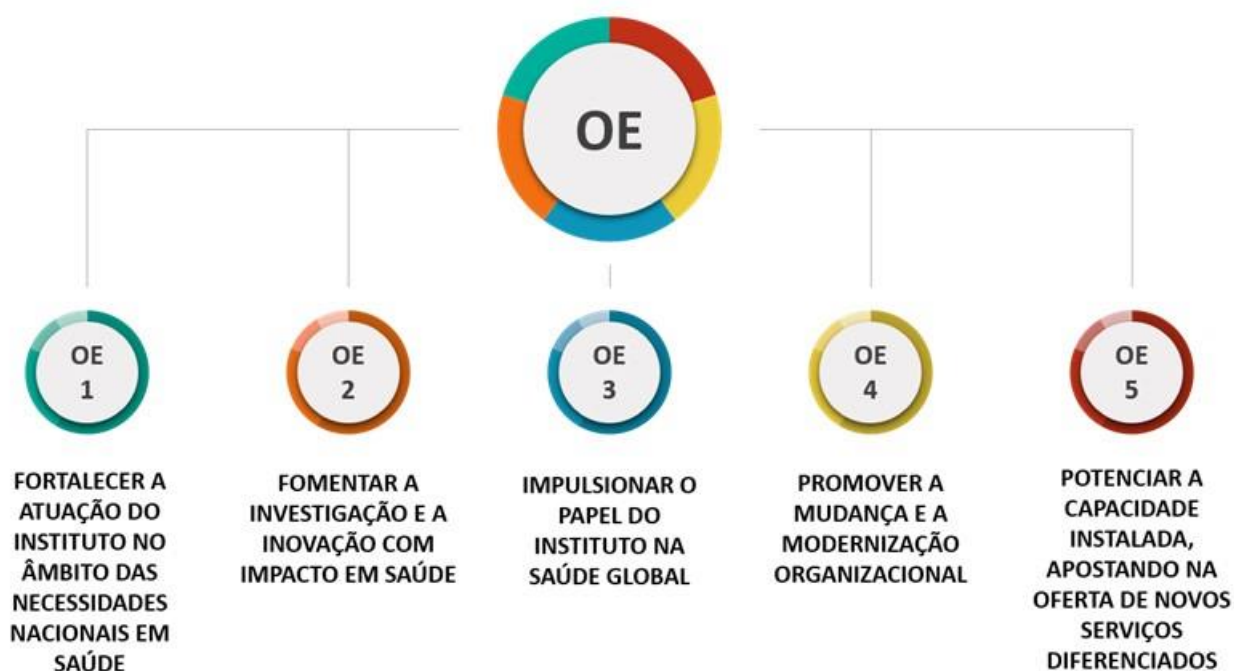 OE
OE
1
FORTALECER A
ATUAÇÃO DO
INSTITUTO NO
ÂMBITO DAS
NECESSIDADES
NACIONAIS EM
SAÚDE
OE
2
FOMENTAR A
INVESTIGAÇÃO E A
INOVAÇÃO COM
IMPACTO EM SAÚDE
OE
3
IMPULSIONAR O
PAPEL DO
INSTITUTO NA
SAÚDE GLOBAL
OE
4
PROMOVER A
MUDANÇA E A
MODERNIZAÇÃO
ORGANIZACIONAL
OE
5
POTENCIAR A
CAPACIDADE
INSTALADA,
APOSTANDO NA
OFERTA DE NOVOS
SERVIÇOS
DIFERENCIADOS